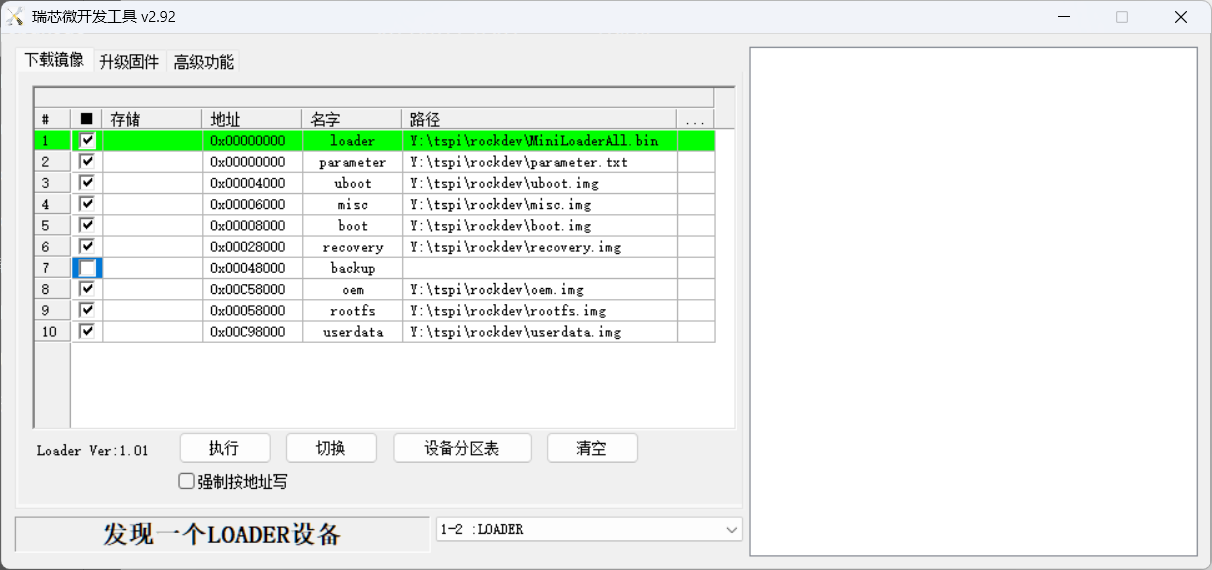 瑞芯微开发工具 v2.92
下载镜像 升级固件 高级功能
# 存储 地址 名字 路径 ...
1 0x00000000 loader Y:\tspi\rockdev\MiniLoaderAll.bin
2 0x00000000 parameter Y:\tspi\rockdev\parameter.txt
3 0x00004000 uboot Y:\tspi\rockdev\uboot.img
4 0x00006000 misc Y:\tspi\rockdev\misc.img
5 0x00008000 boot Y:\tspi\rockdev\boot.img
6 0x00028000 recovery Y:\tspi\rockdev\recovery.img
7 0x00048000 backup
8 0x00C58000 oem Y:\tspi\rockdev\oem.img
9 0x00058000 rootfs Y:\tspi\rockdev\rootfs.img
10 0x00C98000 userdata Y:\tspi\rockdev\userdata.img
Loader Ver:1.01 执行 切换 设备分区表 清空
强制按地址写
发现一个LOADER设备 1-2 :LOADER